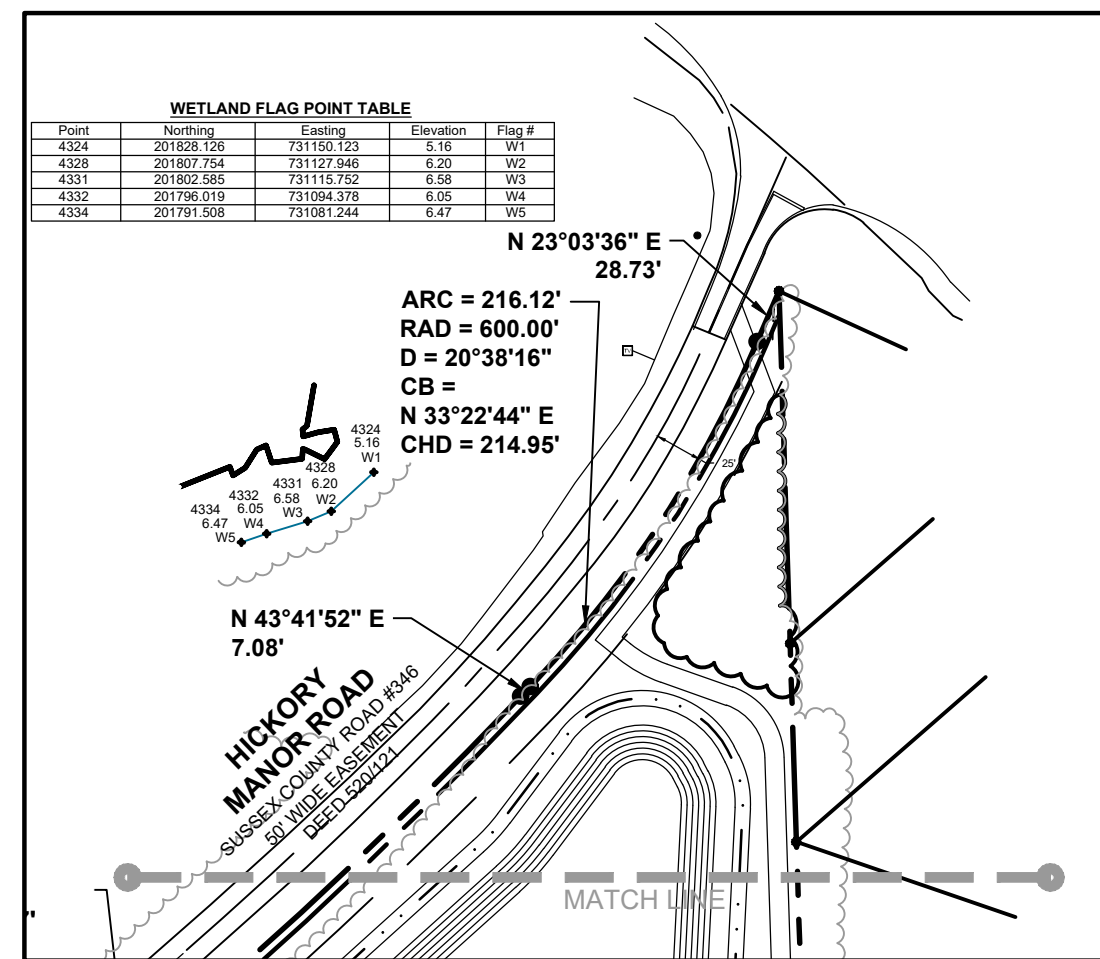 WETLAND FLAG POINT TABLE
Point Northing Easting Elevation Flag #
4324 201828.126 731150.123 5.16 W1
4328 201807.754 731127.946 6.20 W2
4331 201802.585 731115.752 6.58 W3
4332 201796.019 731094.378 6.05 W4
4334 201791.508 731081.244 6.47 W5
N 23°03'36" E
28.73'
ARC = 216.12'
RAD = 600.00'
D = 20°38'16"
CB =
N 33°22'44" E
CHD = 214.95'
4324
5.16
W1
4328
6.20
W2
4331
6.58
W3
4332
6.05
W4
4334
6.47
W5
25'
N 43°41'52" E
7.08'
HICKORY
MANOR ROAD
SUSSEX COUNTY ROAD #346
50' WIDE EASEMENT
DEED 520/121
MATCH LINE